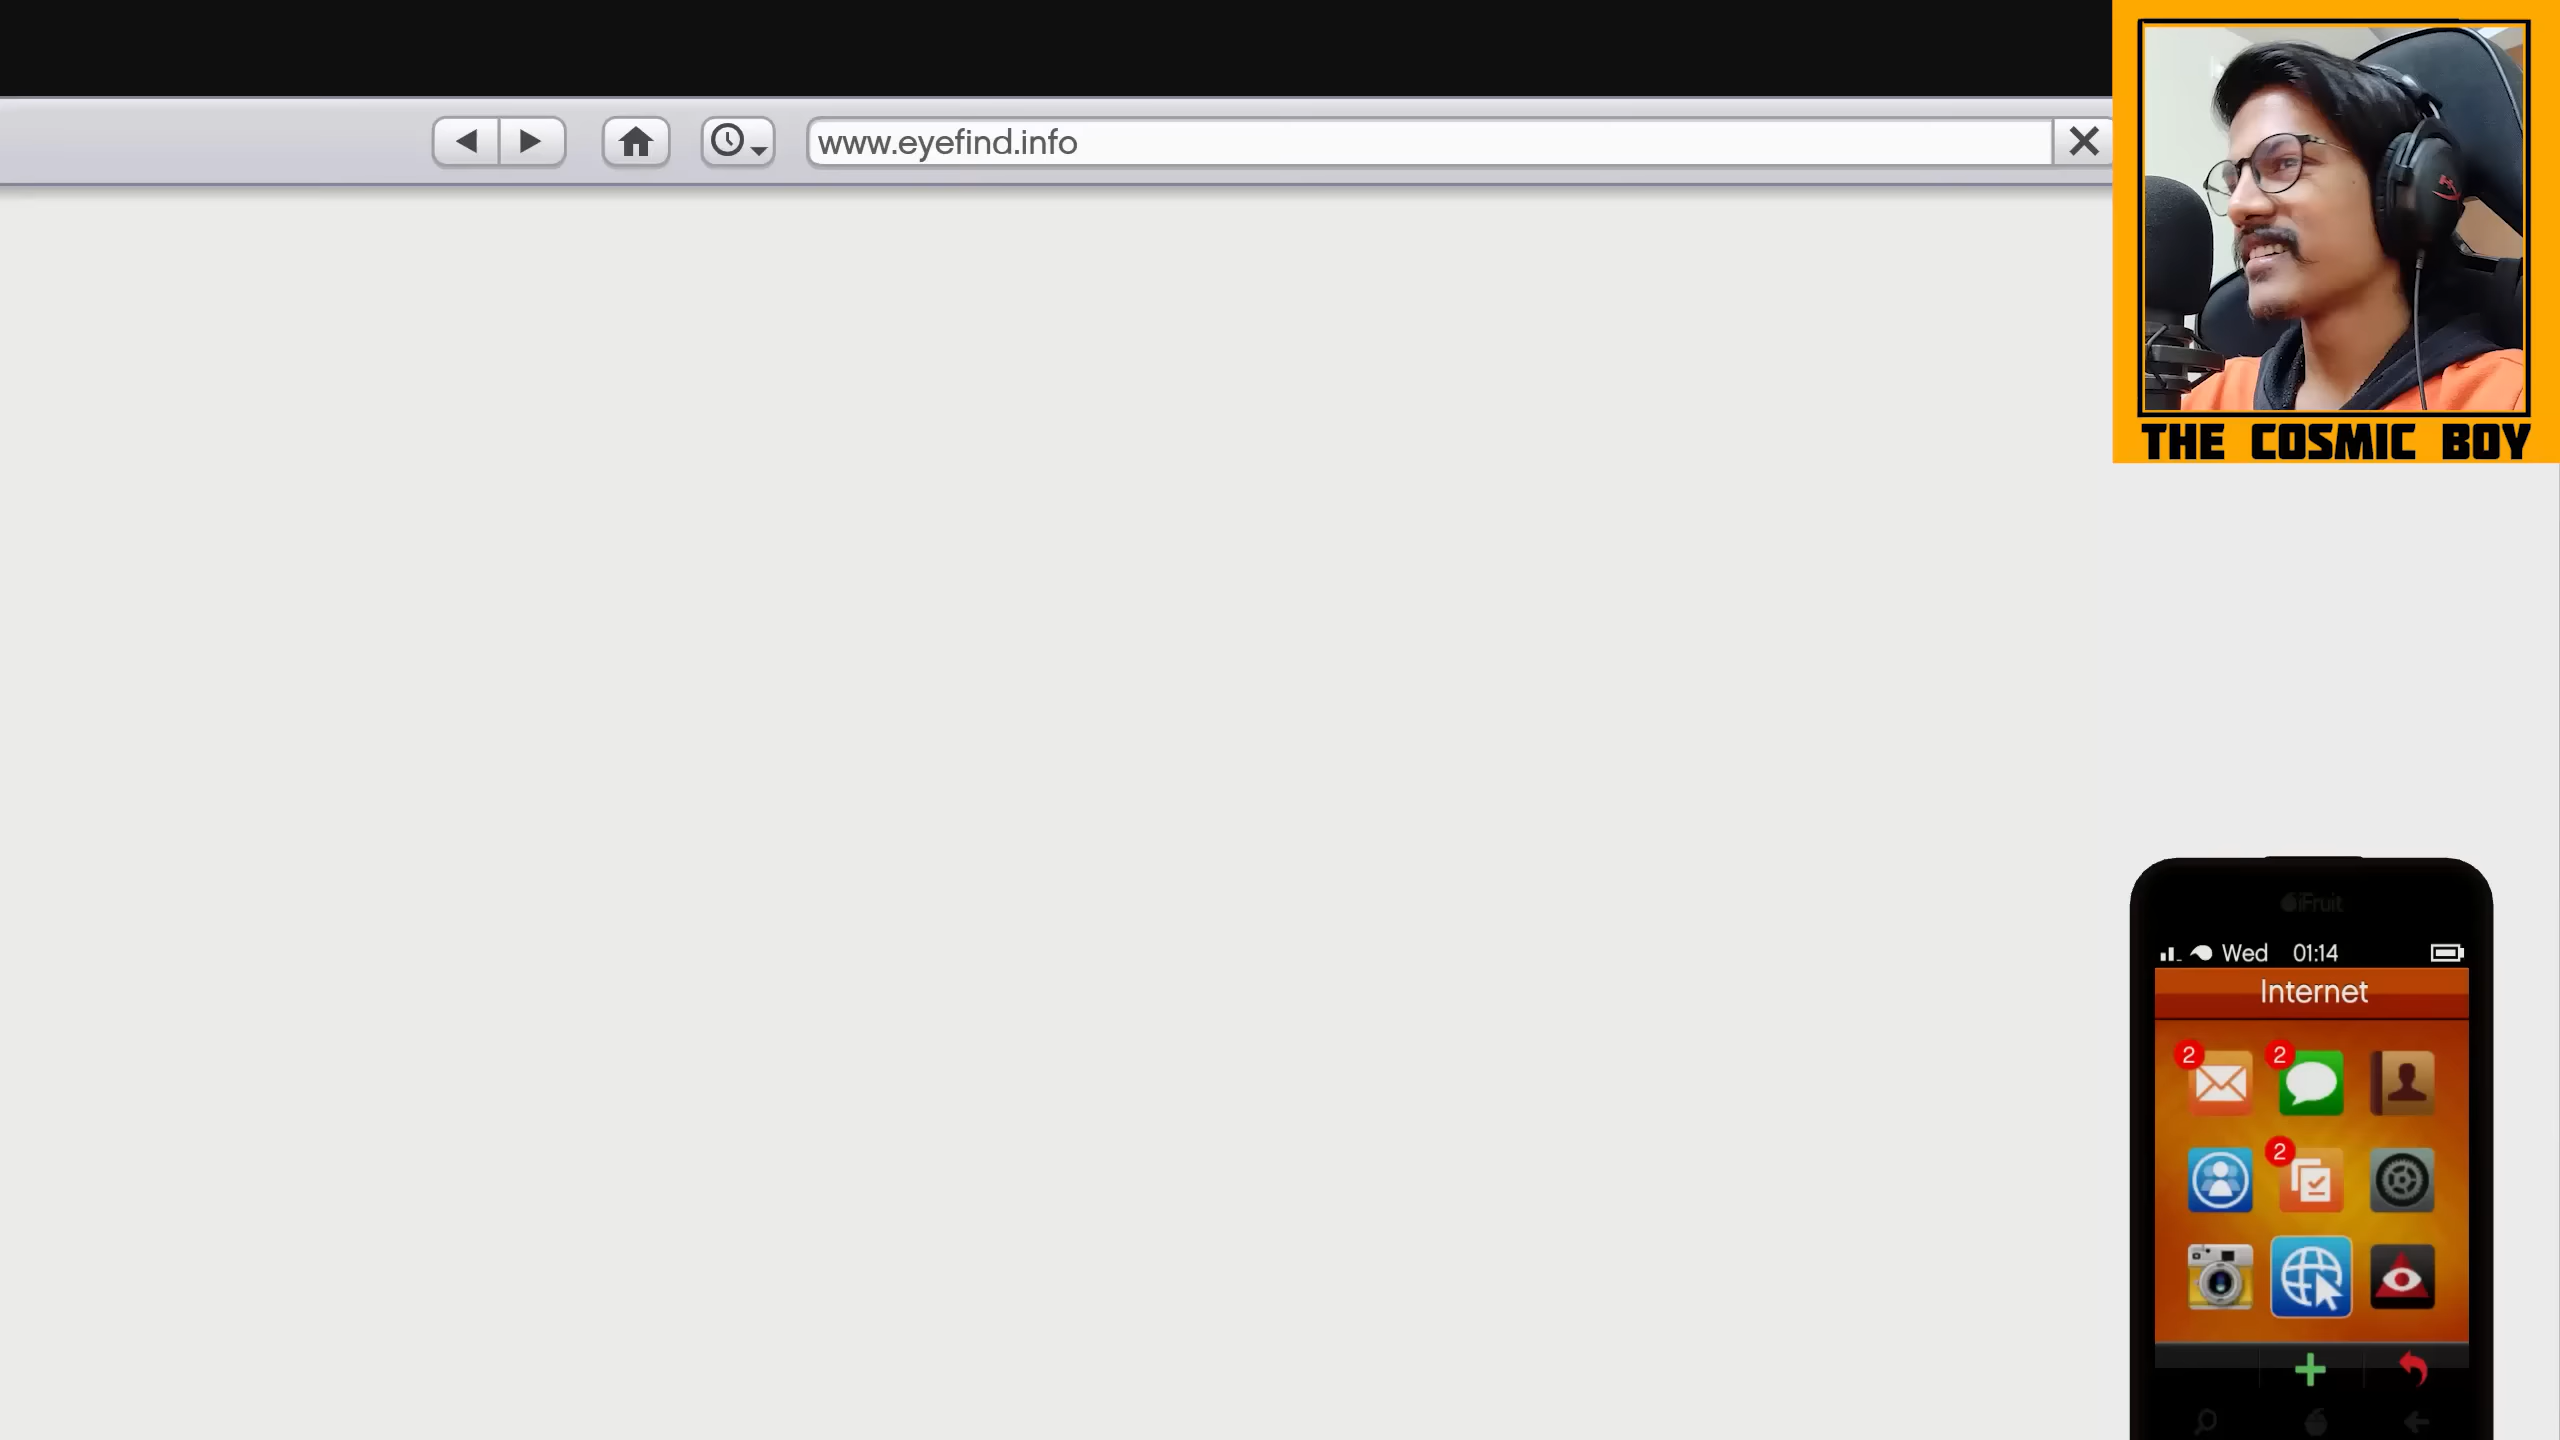 www.eyefind.info
THE COSMIC BOY
iFruit
Wed 01:14
Internet
2
2
2